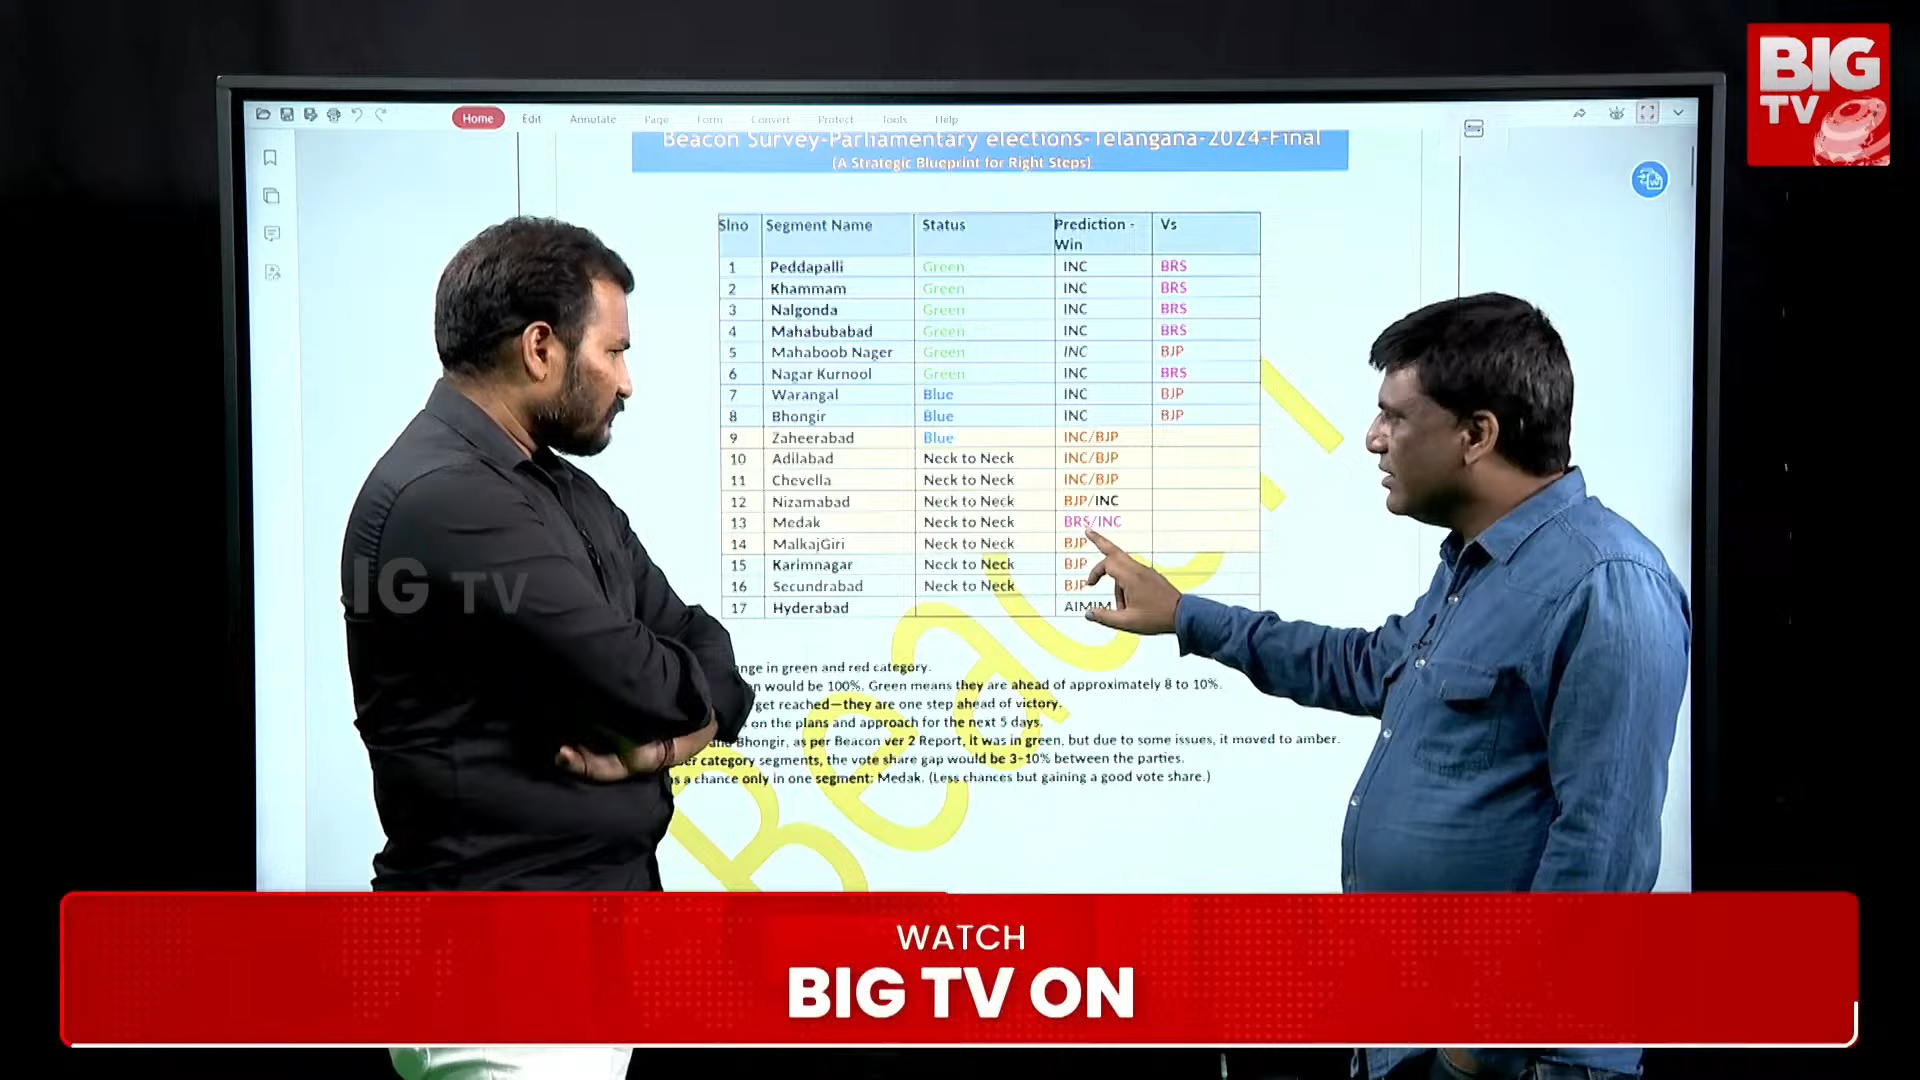 BIG
TV
Home Edit Annotate Page Form Convert Protect Tools Help
Beacon Survey-Parliamentary elections-Telangana-2024-Final
(A Strategic Blueprint for Right Steps)
Slno Segment Name Status Prediction - Win Vs
1 Peddapalli Green INC BRS
2 Khammam Green INC BRS
3 Nalgonda Green INC BRS
4 Mahabubabad Green INC BRS
5 Mahaboob Nager Green INC BJP
6 Nagar Kurnool Green INC BRS
7 Warangal Blue INC BJP
8 Bhongir Blue INC BJP
9 Zaheerabad Blue INC/BJP
10 Adilabad Neck to Neck INC/BJP
11 Chevella Neck to Neck INC/BJP
12 Nizamabad Neck to Neck BJP/INC
13 Medak Neck to Neck BRS/INC
14 MalkajGiri Neck to Neck BJP
15 Karimnagar Neck to Neck BJP
16 Secundrabad Neck to Neck BJP
17 Hyderabad AIMIM
in green and red category.
would be 100%. Green means they are ahead of approximately 8 to 10%.
reached—they are one step ahead of victory.
on the plans and approach for the next 5 days.
and Bhongir, as per Beacon ver 2 Report, it was in green, but due to some issues, it moved to amber.
category segments, the vote share gap would be 3-10% between the parties.
a chance only in one segment: Medak. (Less chances but gaining a good vote share.)
IG TV
WATCH
BIG TV ON